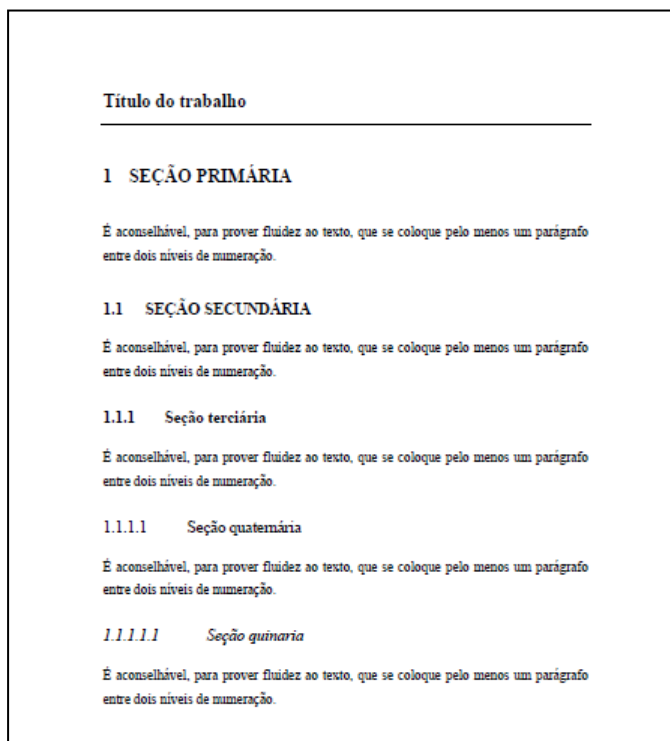 Título do trabalho
1 SEÇÃO PRIMÁRIA
É aconselhável, para prover fluidez ao texto, que se coloque pelo menos um parágrafo
entre dois níveis de numeração.
1.1 SEÇÃO SECUNDÁRIA
É aconselhável, para prover fluidez ao texto, que se coloque pelo menos um parágrafo
entre dois níveis de numeração.
1.1.1 Seção terciária
É aconselhável, para prover fluidez ao texto, que se coloque pelo menos um parágrafo
entre dois níveis de numeração.
1.1.1.1 Seção quaternária
É aconselhável, para prover fluidez ao texto, que se coloque pelo menos um parágrafo
entre dois níveis de numeração.
1.1.1.1.1 Seção quinaria
É aconselhável, para prover fluidez ao texto, que se coloque pelo menos um parágrafo
entre dois níveis de numeração.